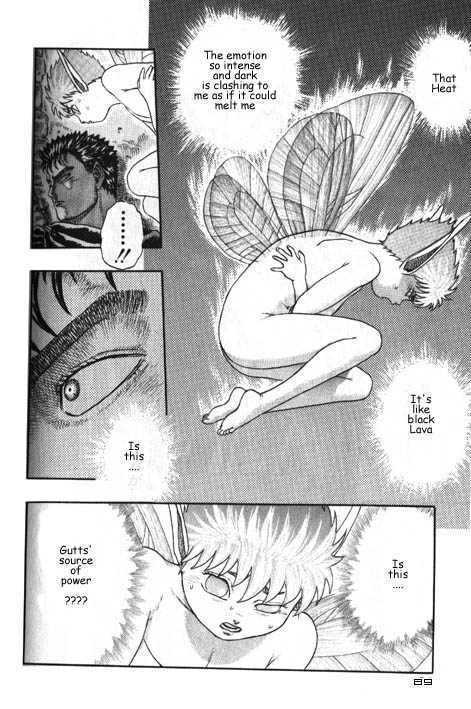 That
Heat
The emotion
so intense
and dark
is clashing to
me as if it could
melt me
......!!
It's
like
black
Lava
Is
this
....
Is
this
....
Gutts'
source
of
power
????
69